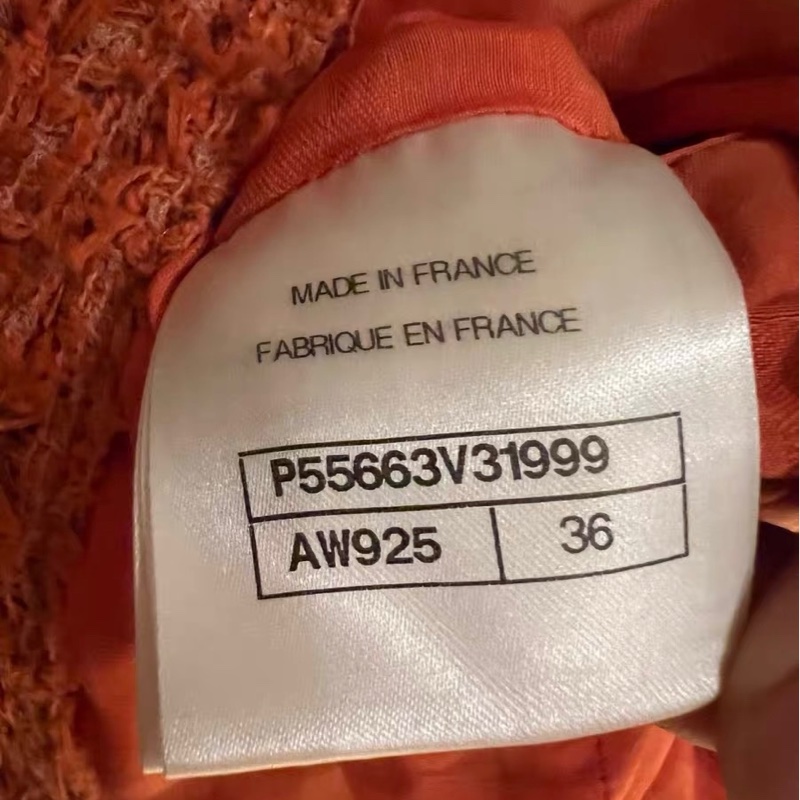 MADE IN FRANCE
FABRIQUE EN FRANCE
P55663V31999
AW925 36